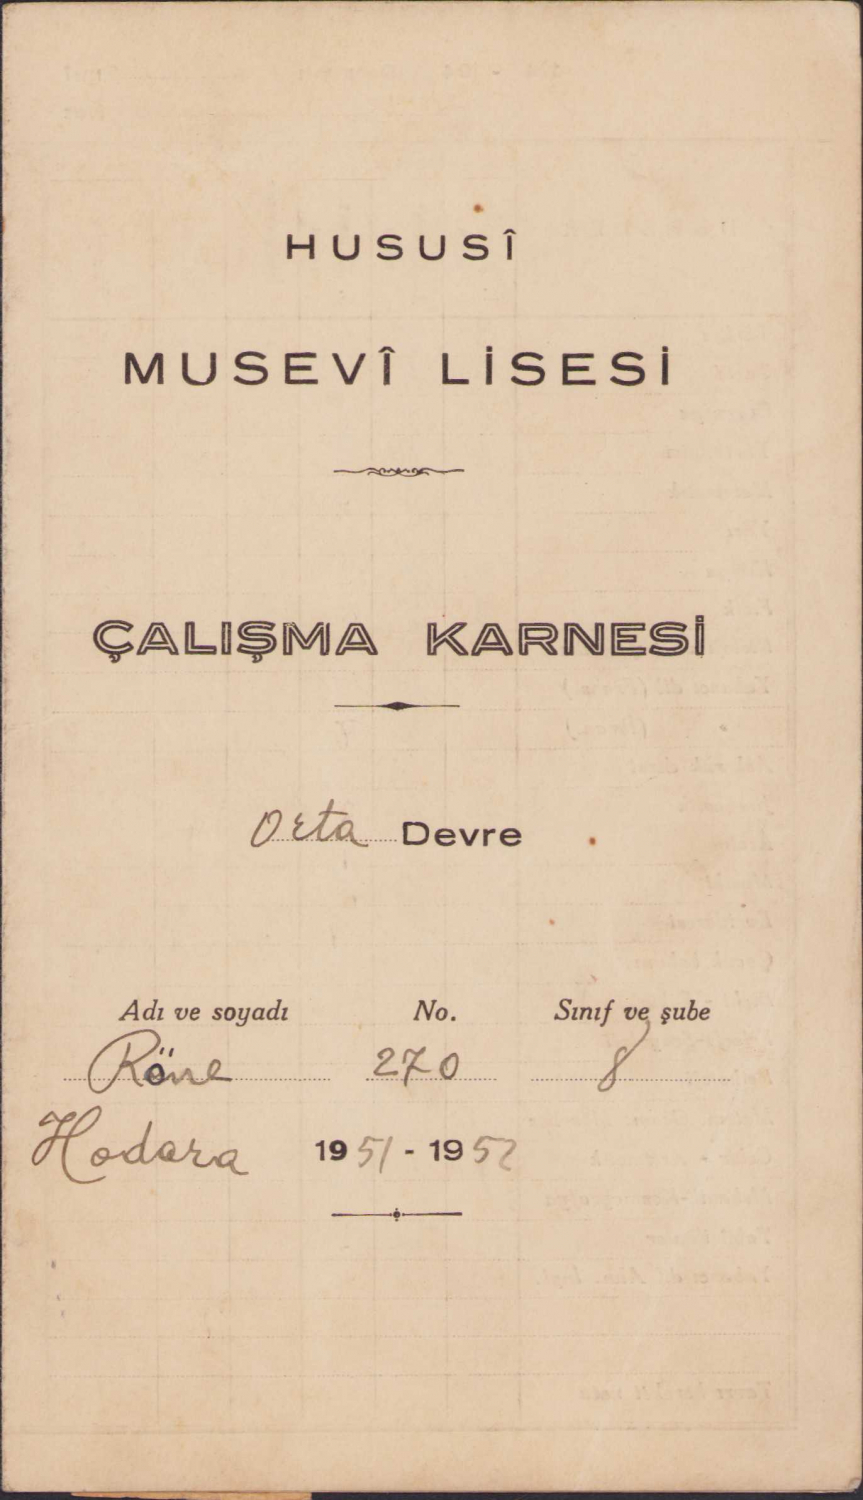 HUSUSÎ
MUSEVÎ LİSESİ
ÇALIŞMA KARNESİ
Orta Devre
Adı ve soyadı No. Sınıf ve şube
Röne 270 8
Hodara 1951 - 1952